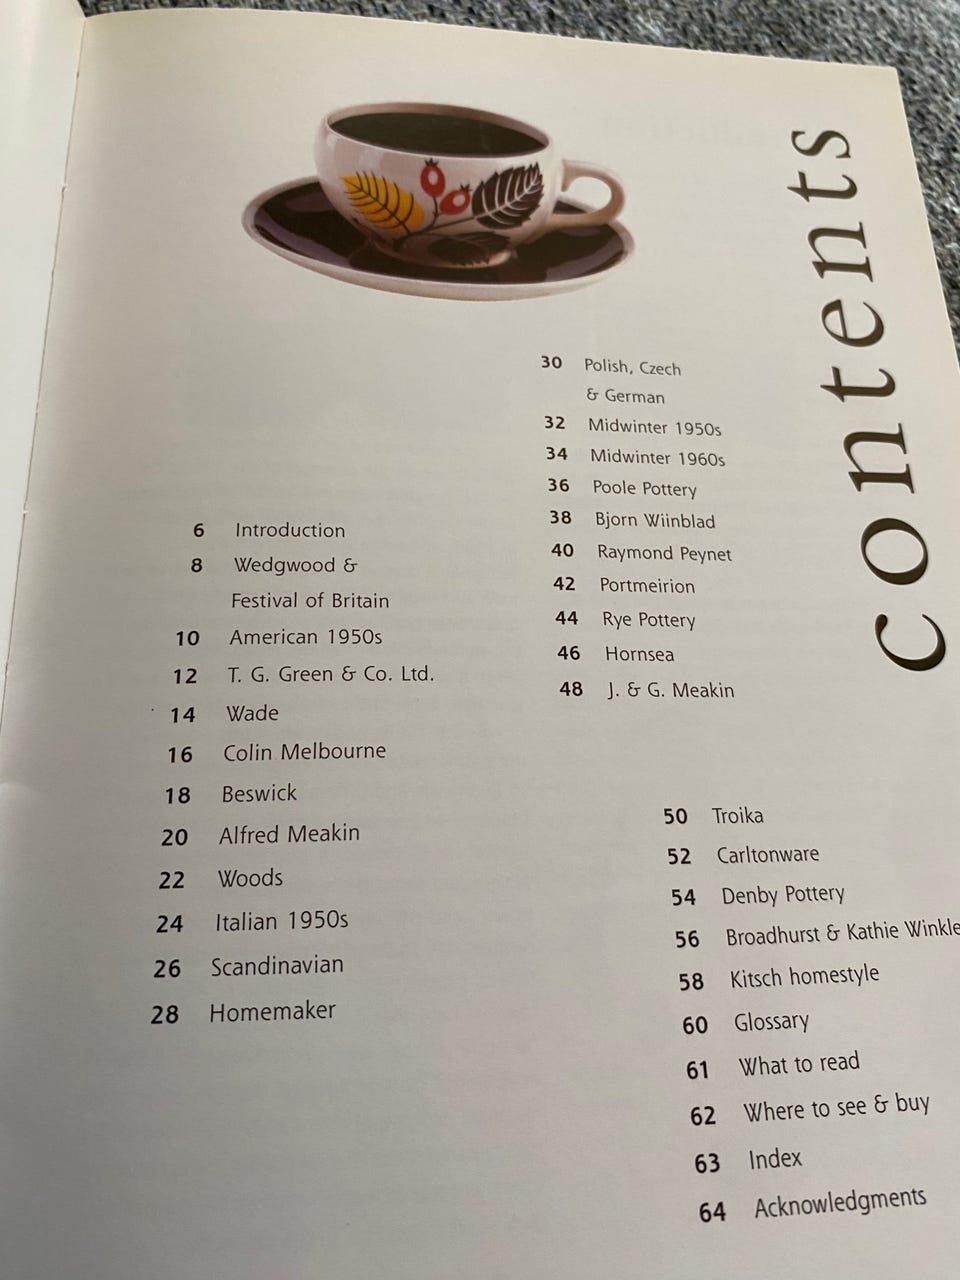 contents
6 Introduction
8 Wedgwood &
Festival of Britain
10 American 1950s
12 T. G. Green & Co. Ltd.
14 Wade
16 Colin Melbourne
18 Beswick
20 Alfred Meakin
22 Woods
24 Italian 1950s
26 Scandinavian
28 Homemaker
30 Polish, Czech
& German
32 Midwinter 1950s
34 Midwinter 1960s
36 Poole Pottery
38 Bjorn Wiinblad
40 Raymond Peynet
42 Portmeirion
44 Rye Pottery
46 Hornsea
48 J. & G. Meakin
50 Troika
52 Carltonware
54 Denby Pottery
56 Broadhurst & Kathie Winkle
58 Kitsch homestyle
60 Glossary
61 What to read
62 Where to see & buy
63 Index
64 Acknowledgments